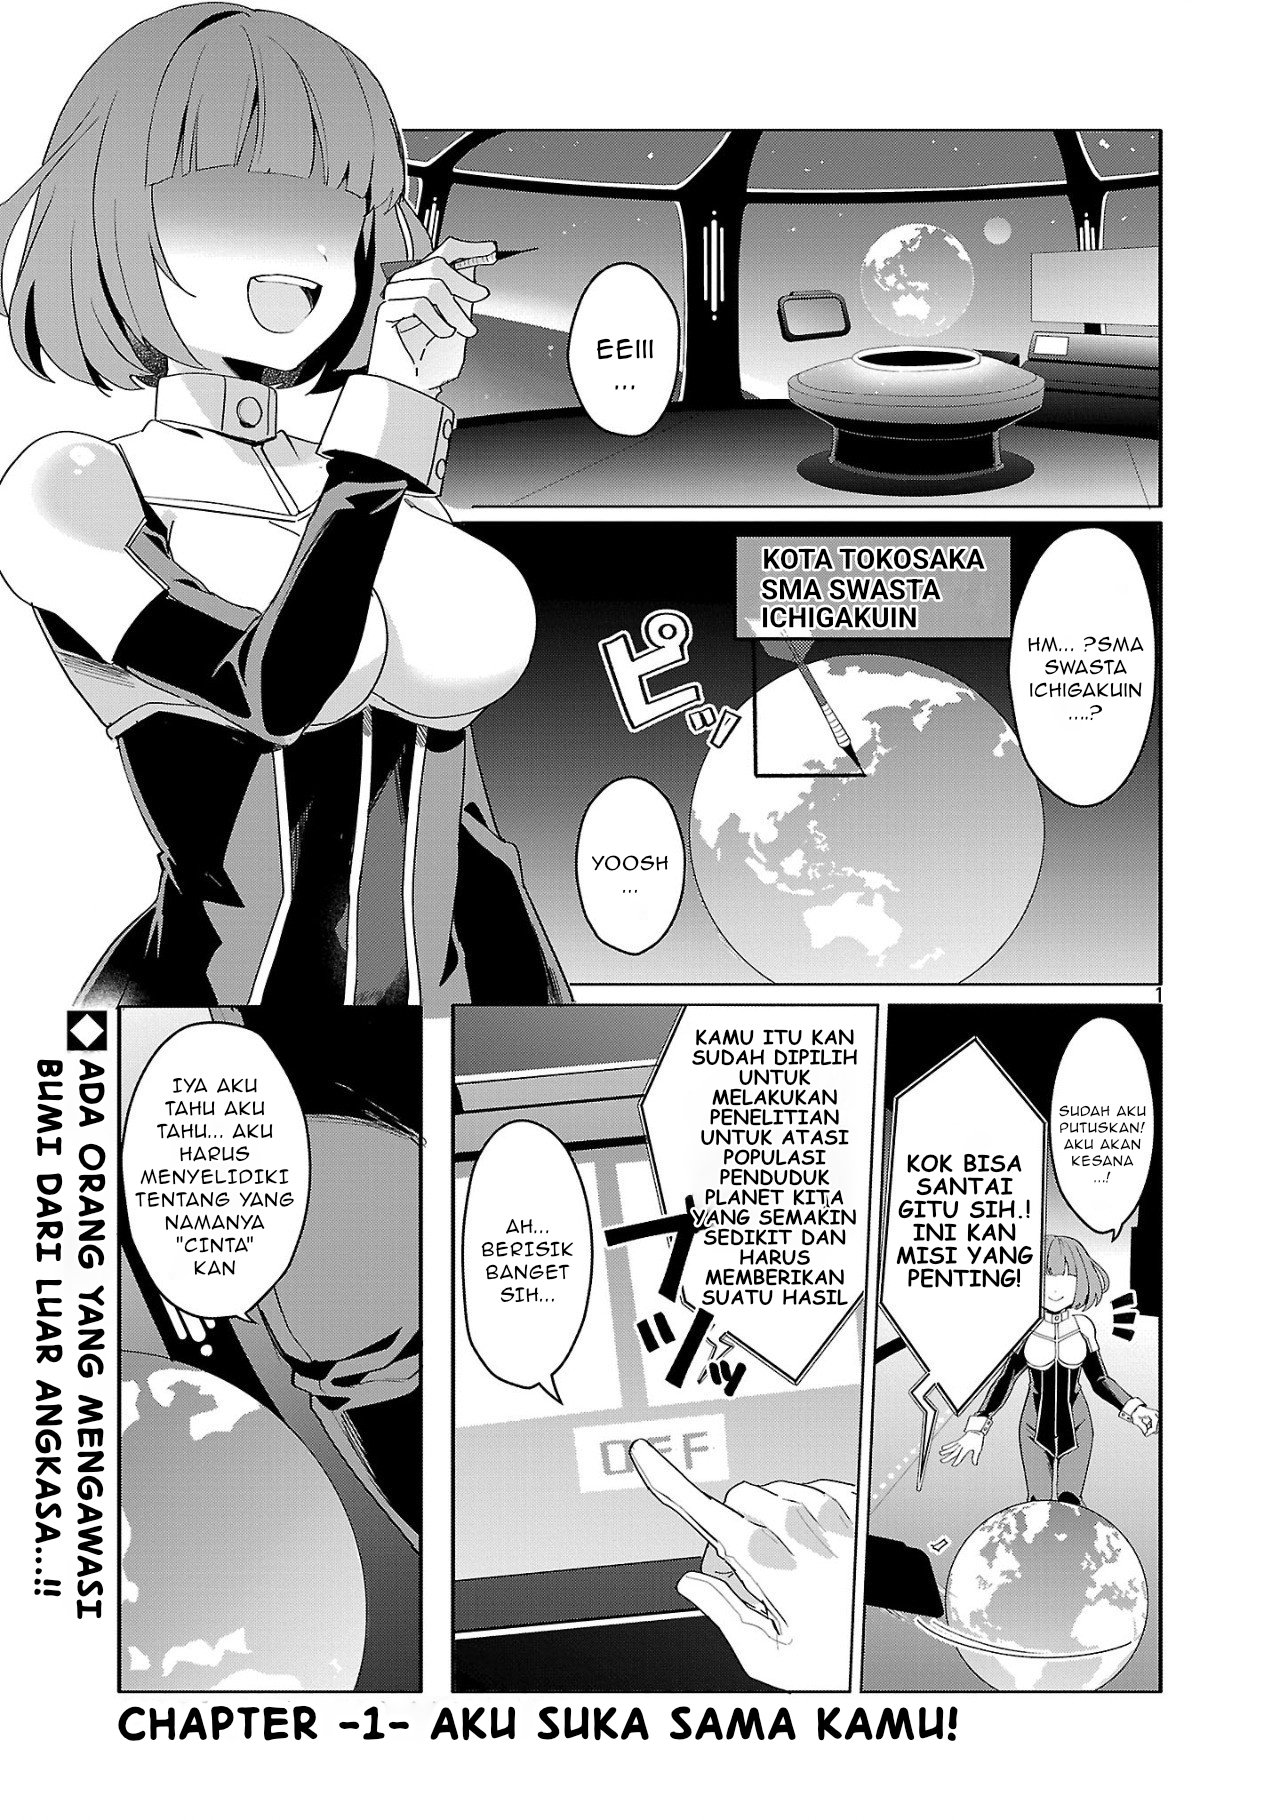 EEIII
...
KOTA TOKOSAKA
SMA SWASTA
ICHIGAKUIN
HM... ?SMA
SWASTA
ICHIGAKUIN
....?
ピピッ
YOOSH
...
1
SUDAH AKU
PUTUSKAN!
AKU AKAN
KESANA
...!
KOK BISA
SANTAI
GITU SIH.!
INI KAN
MISI YANG
PENTING!
KAMU ITU KAN
SUDAH DIPILIH
UNTUK
MELAKUKAN
PENELITIAN
UNTUK ATASI
POPULASI
PENDUDUK
PLANET KITA
YANG SEMAKIN
SEDIKIT DAN
HARUS
MEMBERIKAN
SUATU HASIL
AH...
BERISIK
BANGET
SIH...
OFF
IYA AKU
TAHU AKU
TAHU... AKU
HARUS
MENYELIDIKI
TENTANG YANG
NAMANYA
"CINTA"
KAN
ADA ORANG YANG MENGAWASI
BUMI DARI LUAR ANGKASA...!!
CHAPTER -1- AKU SUKA SAMA KAMU!